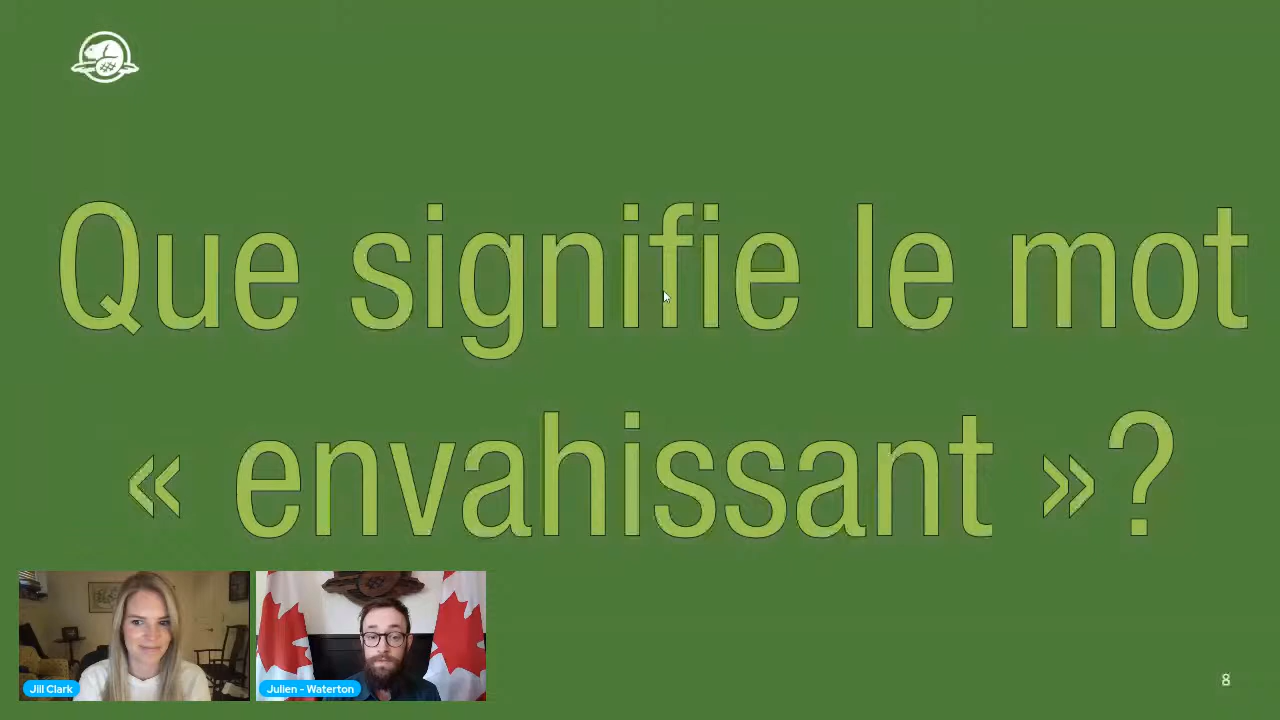 Que signifie le mot
« envahissant »?
Jill Clark
Julien - Waterton
8